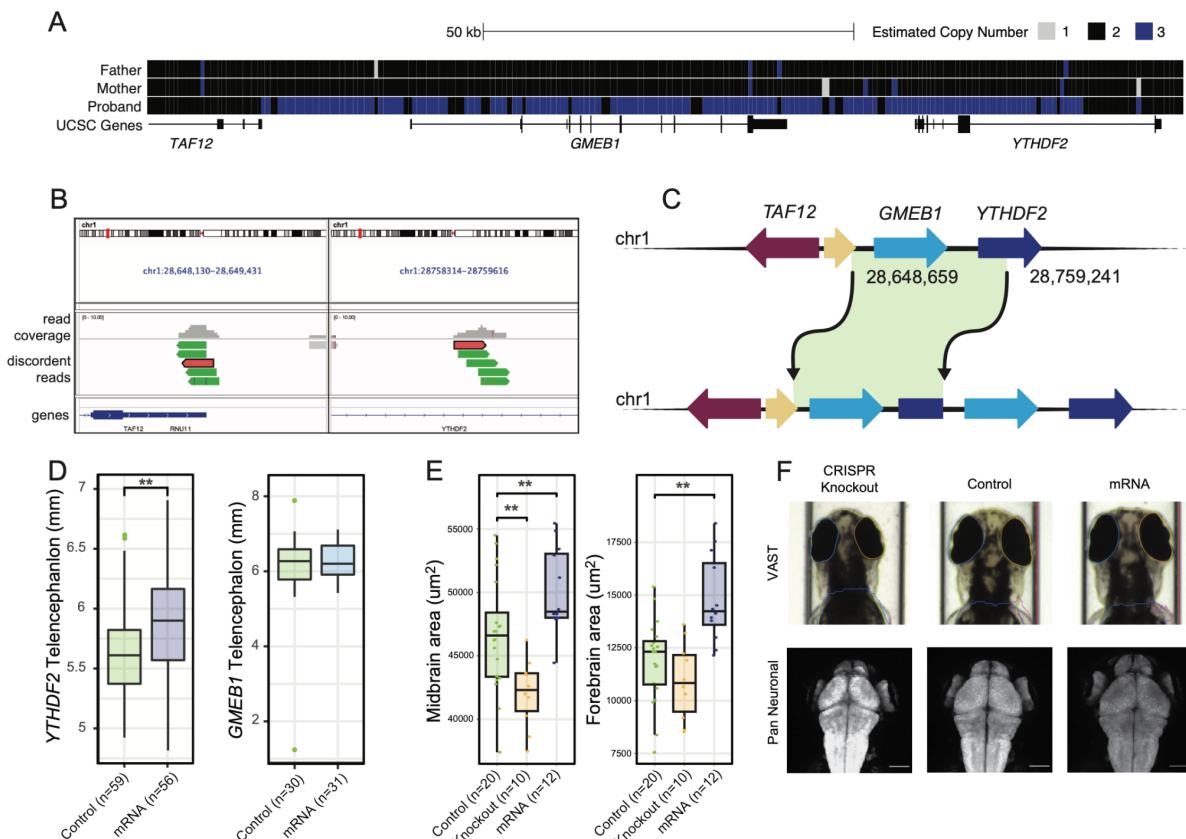 A
50 kb
Estimated Copy Number 1 2 3
Father
Mother
Proband
UCSC Genes
TAF12 GMEB1 YTHDF2
B
chr1 chr1
chr1:28,648,130-28,649,431 chr1:28758314-28759616
read
coverage
[0 - 10.00] [0 - 10.00]
discordent
reads
genes
TAF12 RNU11 YTHDF2
C
TAF12 GMEB1 YTHDF2
chr1
28,648,659 28,759,241
chr1
D
YTHDF2 Telencephanlon (mm)
7
6.5
6
5.5
5
**
Control (n=59)
mRNA (n=56)
GMEB1 Telencephalon (mm)
8
6
4
2
Control (n=30)
mRNA (n=31)
E
Midbrain area (um2)
55000
50000
45000
40000
**
**
Control (n=20)
Knockout (n=10)
mRNA (n=12)
Forebrain area (um2)
17500
15000
12500
10000
7500
**
Control (n=20)
Knockout (n=10)
mRNA (n=12)
F
CRISPR
Knockout Control mRNA
VAST
Pan Neuronal